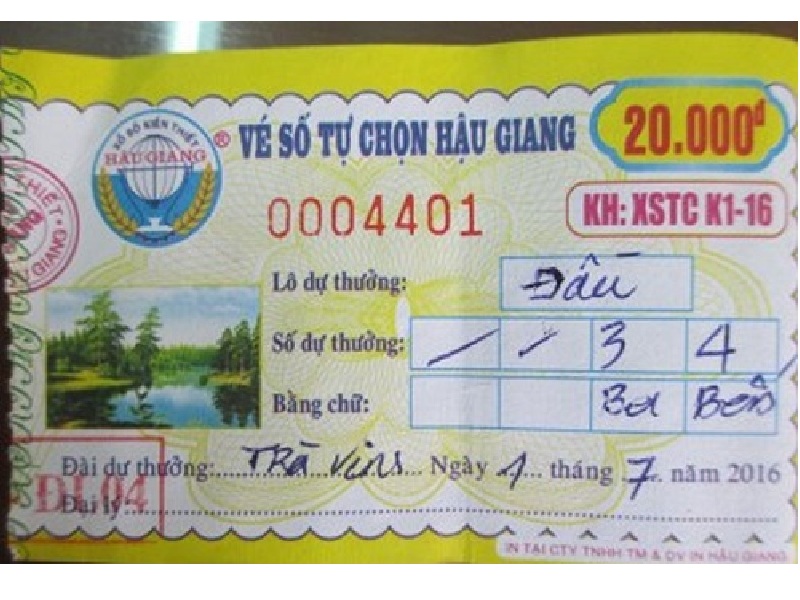 XỔ SỐ KIẾN THIẾT
HẬU GIANG
®
VÉ SỐ TỰ CHỌN HẬU GIANG
20.000đ
0004401
KH: XSTC K1-16
THIẾT
GIANG
Lô dự thưởng: Đầu
Số dự thưởng: / / 3 4
Bằng chữ: Ba Bốn
Đài dự thưởng:..... Trà Vinh ..... Ngày 1... tháng 7.. năm 2016
ĐL04
Đại lý.....
IN TẠI CTY TNHH TM & DV IN HẬU GIANG